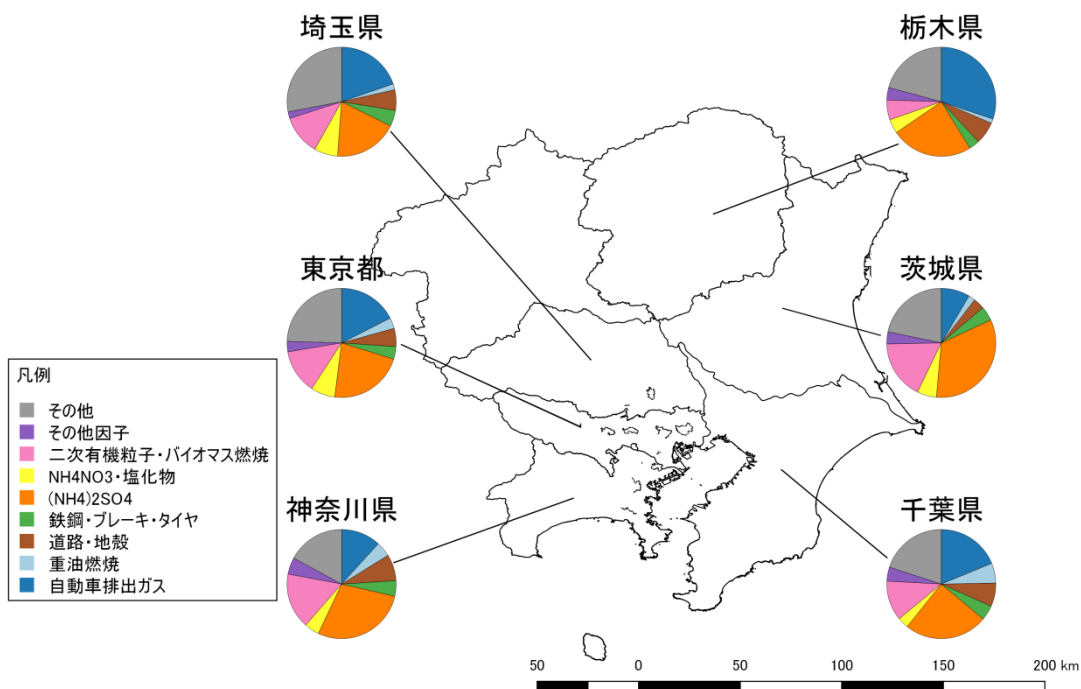 埼玉県
栃木県
東京都
茨城県
凡例
その他
その他因子
二次有機粒子・バイオマス燃焼
NH4NO3・塩化物
(NH4)2SO4
鉄鋼・ブレーキ・タイヤ
道路・地殻
重油燃焼
自動車排出ガス
神奈川県
千葉県
50 0 50 100 150 200 km